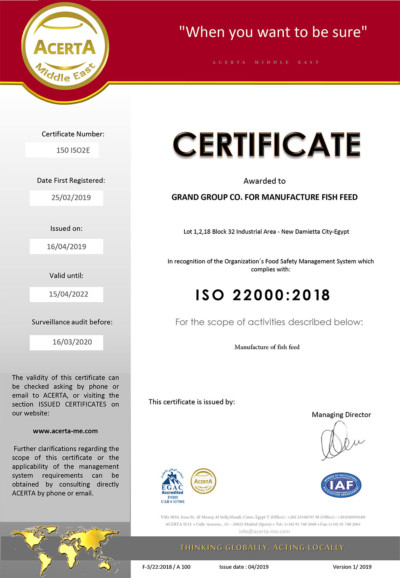 ACERTA
Middle East
"When you want to be sure"
ACERTA MIDDLE EAST
Certificate Number:
150 ISO2E
Date First Registered:
25/02/2019
Issued on:
16/04/2019
Valid until:
15/04/2022
Surveillance audit before:
16/03/2020
The validity of this certificate can
be checked asking by phone or
email to ACERTA, or visiting the
section ISSUED CERTIFICATES on
our website:
www.acerta-me.com
Further clarifications regarding the
scope of this certificate or the
applicability of the management
system requirements can be
obtained by consulting directly
ACERTA by phone or email.
CERTIFICATE
Awarded to
GRAND GROUP CO. FOR MANUFACTURE FISH FEED
Lot 1,2,18 Block 32 Industrial Area - New Damietta City-Egypt
In recognition of the Organization´s Food Safety Management System which
complies with:
ISO 22000:2018
For the scope of activities described below:
Manufacture of fish feed
This certificate is issued by:
Managing Director
EGAC
Accredited
ACERTA
IAF
info@acerta-me.com
THINKING GLOBALLY, ACTING LOCALLY
F-3/22:2018 / A 100
Issue date : 04/2019
Version 1/ 2019